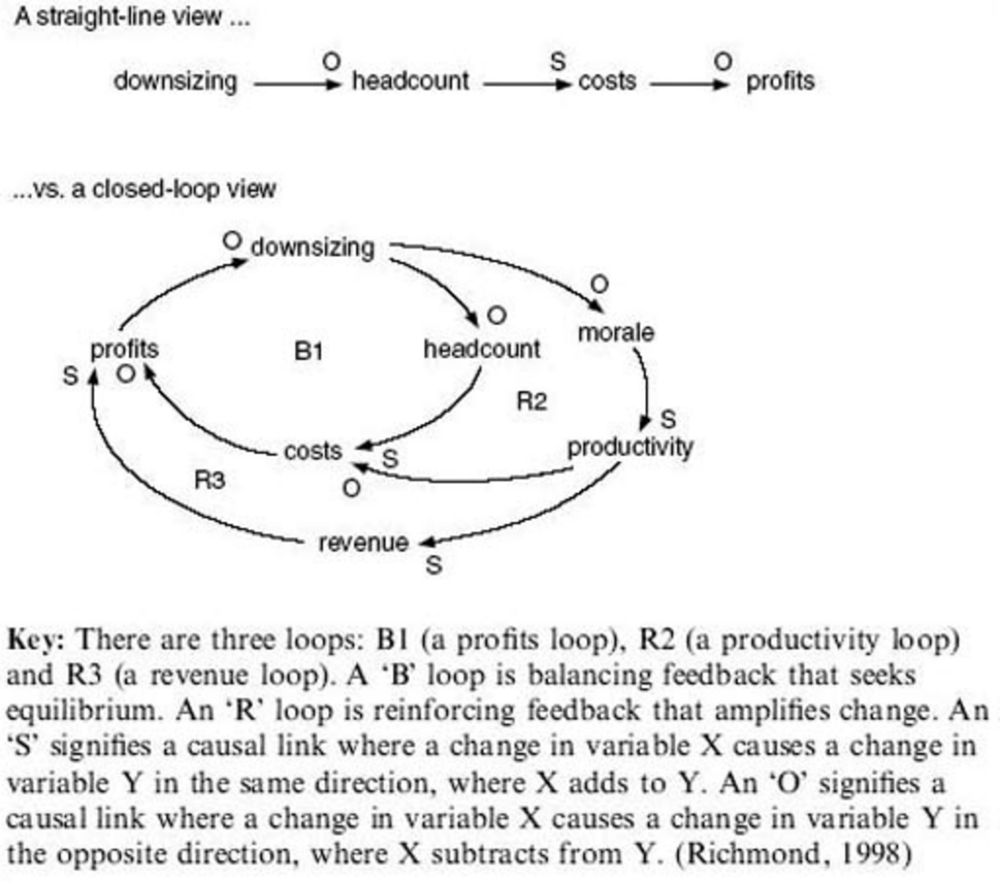 A straight-line view ...
O S O
downsizing headcount costs profits
...vs. a closed-loop view
O downsizing
O
O
morale
profits B1 headcount
S O
R2
S
costs S productivity
R3 O
revenue
S
Key: There are three loops: B1 (a profits loop), R2 (a productivity loop)
and R3 (a revenue loop). A ‘B’ loop is balancing feedback that seeks
equilibrium. An ‘R’ loop is reinforcing feedback that amplifies change. An
‘S’ signifies a causal link where a change in variable X causes a change in
variable Y in the same direction, where X adds to Y. An ‘O’ signifies a
causal link where a change in variable X causes a change in variable Y in
the opposite direction, where X subtracts from Y. (Richmond, 1998)